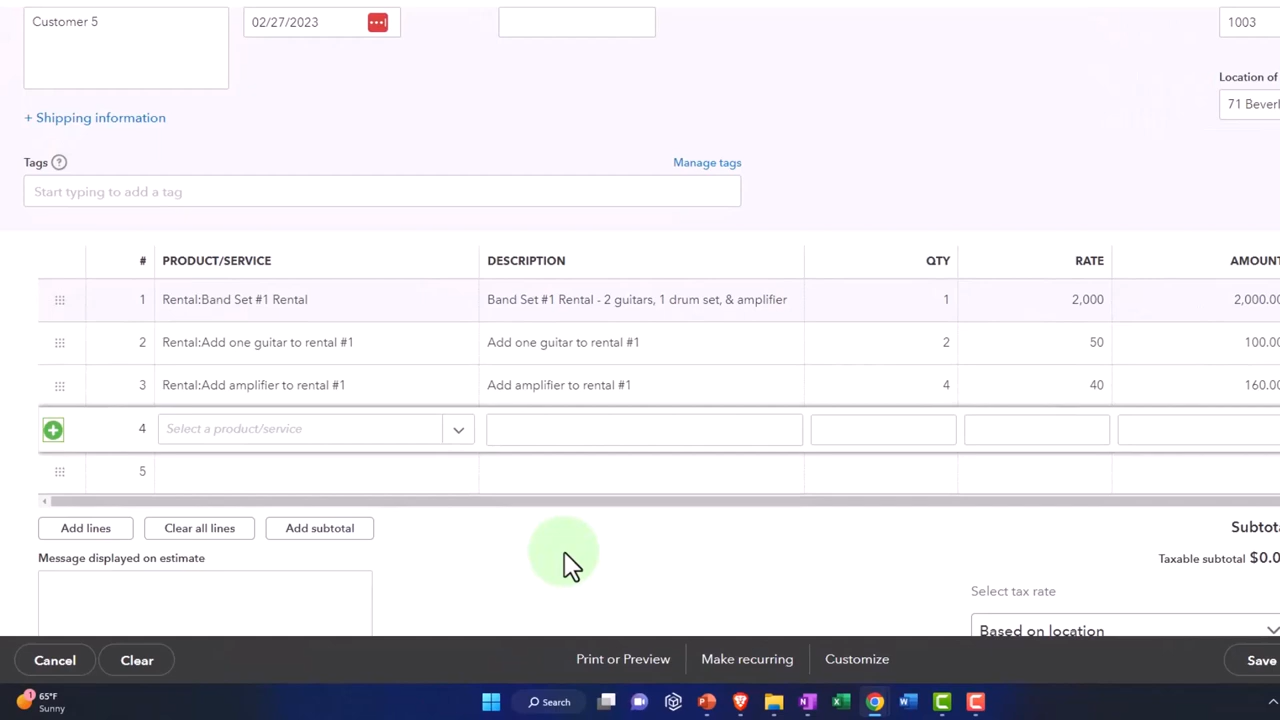 Customer 5
02/27/2023
1003
Location of
71 Beverl
+ Shipping information
Tags ?
Manage tags
Start typing to add a tag
# PRODUCT/SERVICE DESCRIPTION QTY RATE AMOUNT
1 Rental:Band Set #1 Rental Band Set #1 Rental - 2 guitars, 1 drum set, & amplifier 1 2,000 2,000.00
2 Rental:Add one guitar to rental #1 Add one guitar to rental #1 2 50 100.00
3 Rental:Add amplifier to rental #1 Add amplifier to rental #1 4 40 160.00
4 Select a product/service
5
Add lines Clear all lines Add subtotal
Subtota
Message displayed on estimate
Taxable subtotal $0.0
Select tax rate
Based on location
Cancel Clear Print or Preview Make recurring Customize Save
1 65°F
Sunny
Search